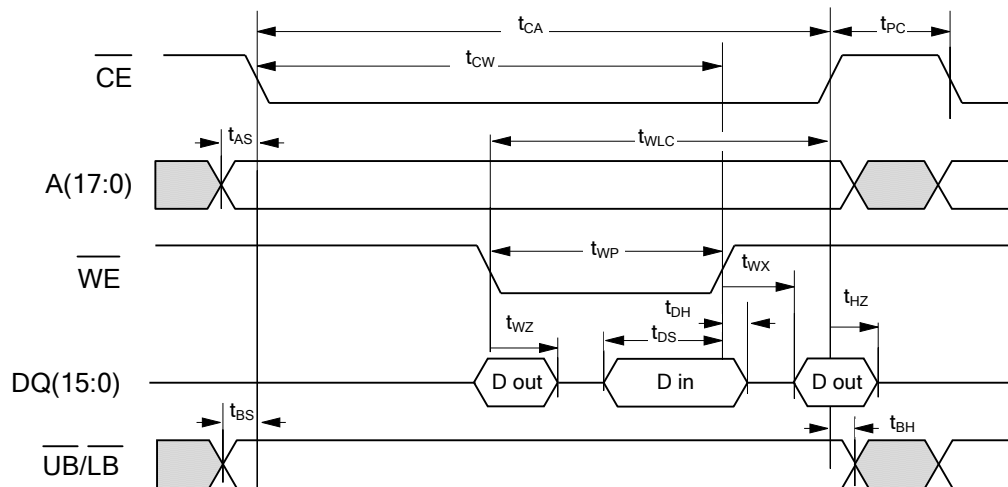 tCA
tPC
CE
tCW
tAS
tWLC
A(17:0)
WE
tWP
tWX
tDH
tHZ
tWZ
tDS
DQ(15:0)
D out
D in
D out
tBS
tBH
UB/LB